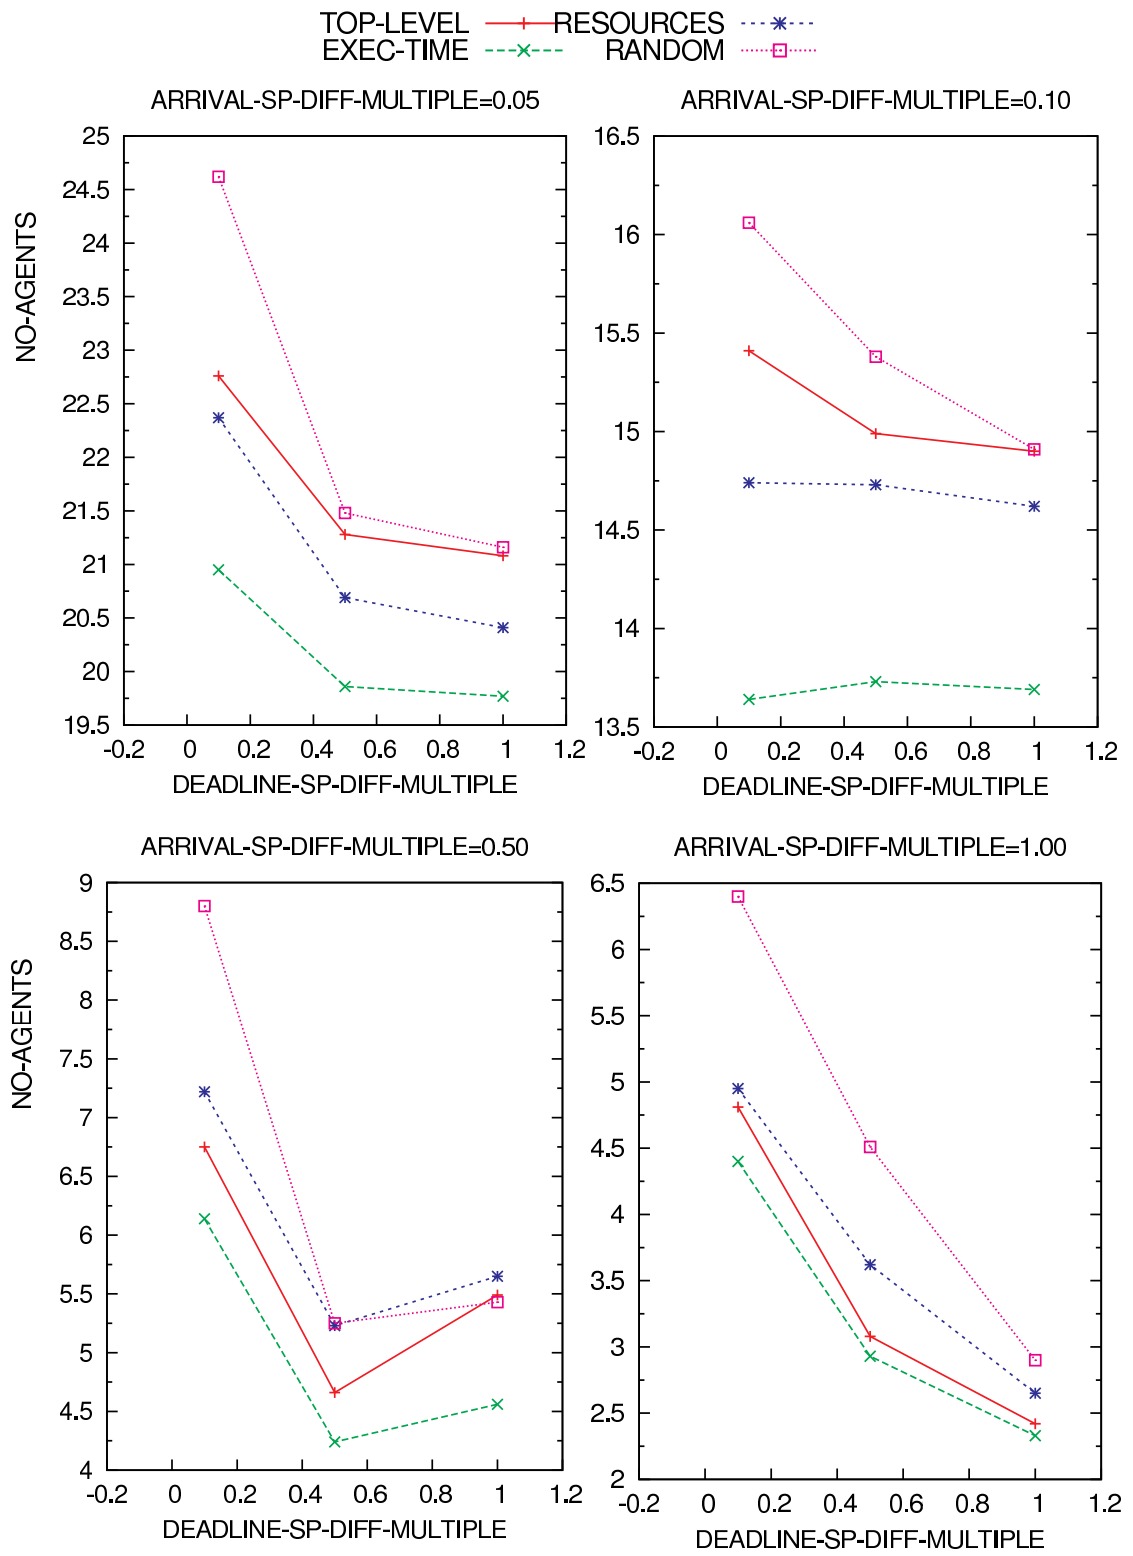 TOP-LEVEL RESOURCES
EXEC-TIME RANDOM
ARRIVAL-SP-DIFF-MULTIPLE=0.05
25
24.5
24
23.5
23
22.5
22
21.5
21
20.5
20
19.5
NO-AGENTS
-0.2 0 0.2 0.4 0.6 0.8 1 1.2
DEADLINE-SP-DIFF-MULTIPLE
ARRIVAL-SP-DIFF-MULTIPLE=0.10
16.5
16
15.5
15
14.5
14
13.5
-0.2 0 0.2 0.4 0.6 0.8 1 1.2
DEADLINE-SP-DIFF-MULTIPLE
ARRIVAL-SP-DIFF-MULTIPLE=0.50
9
8.5
8
7.5
7
6.5
6
5.5
5
4.5
4
NO-AGENTS
-0.2 0 0.2 0.4 0.6 0.8 1 1.2
DEADLINE-SP-DIFF-MULTIPLE
ARRIVAL-SP-DIFF-MULTIPLE=1.00
6.5
6
5.5
5
4.5
4
3.5
3
2.5
2
-0.2 0 0.2 0.4 0.6 0.8 1 1.2
DEADLINE-SP-DIFF-MULTIPLE